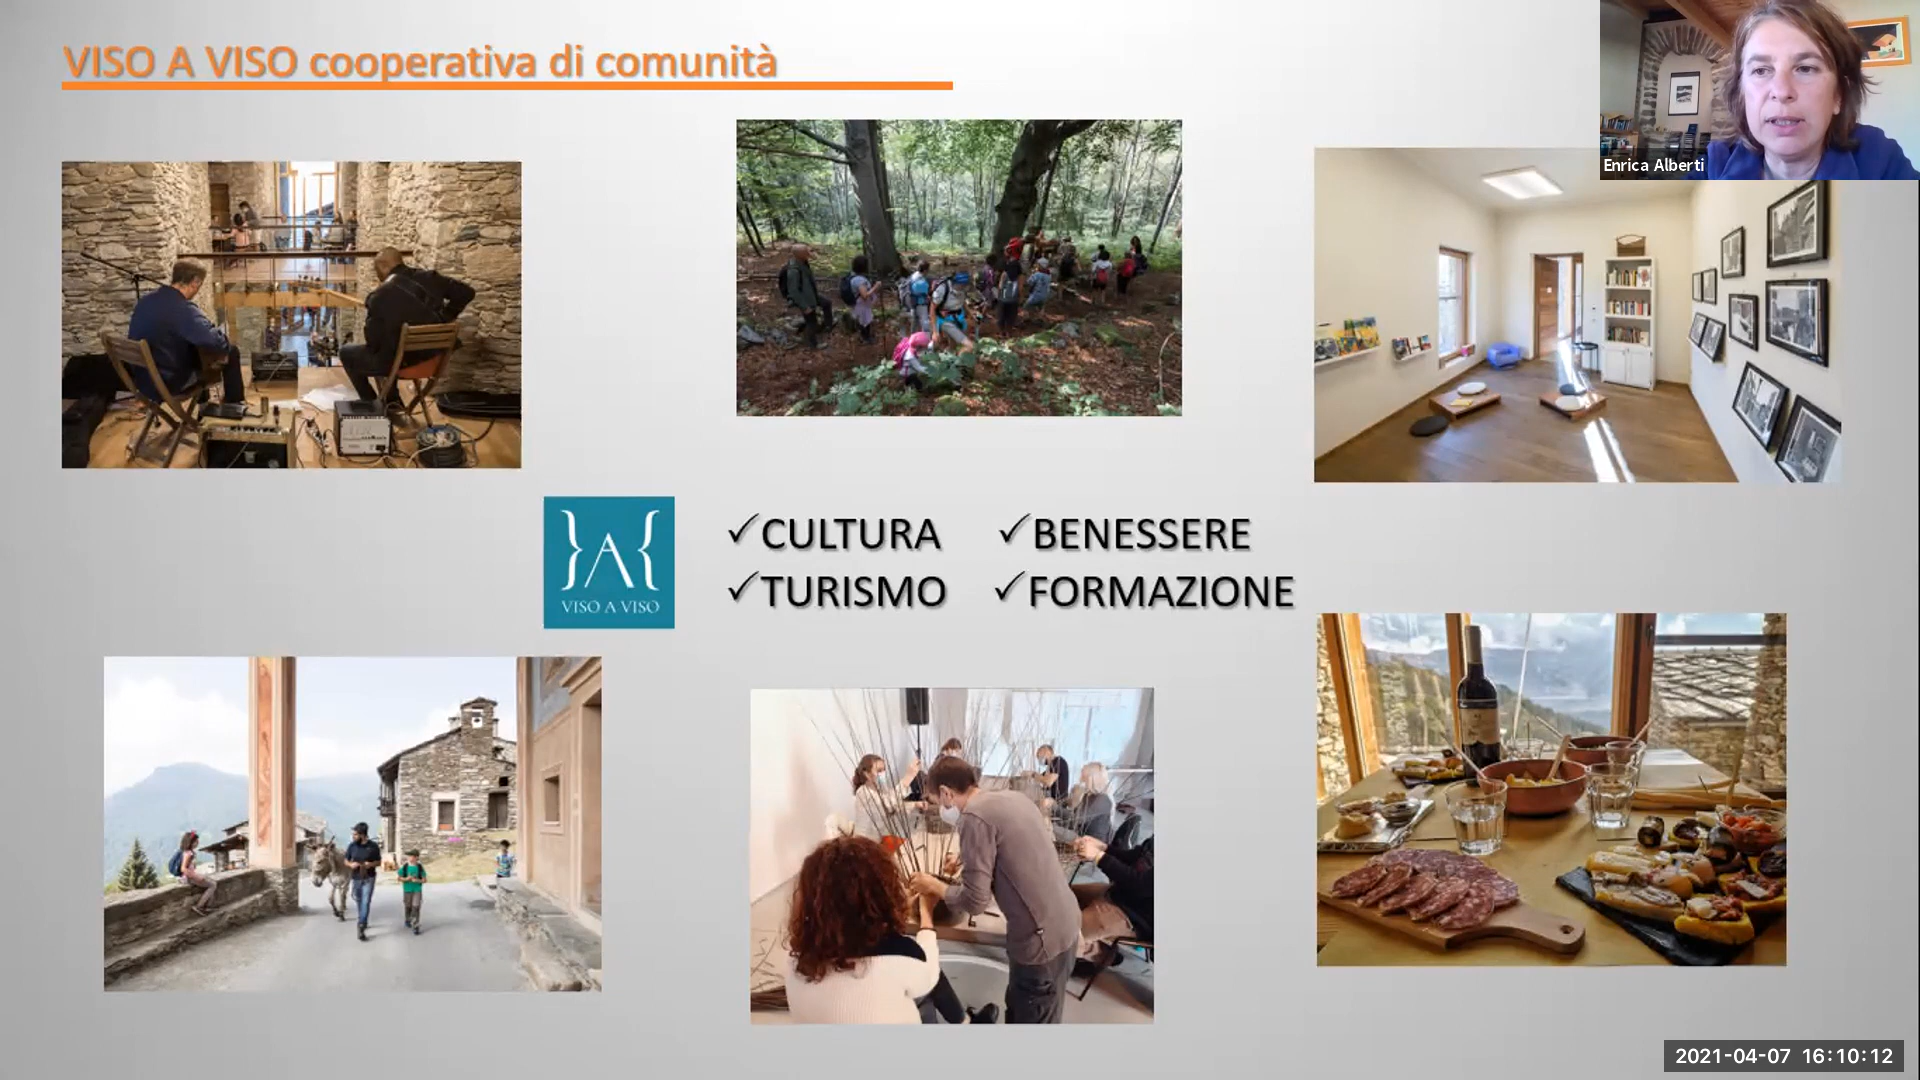 VISO A VISO cooperativa di comunità
Enrica Alberti
}A{
VISO A VISO
✓CULTURA ✓BENESSERE
✓TURISMO ✓FORMAZIONE
2021-04-07 16:10:12